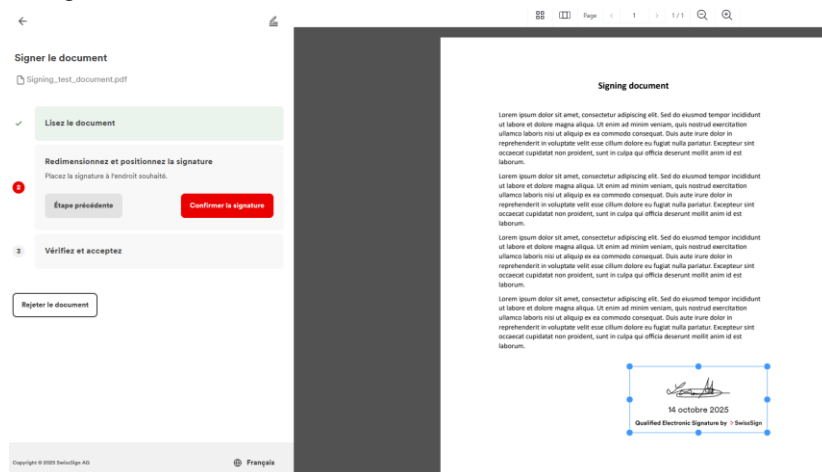 Page 1 1/1
Signer le document
Signing_test_document.pdf
Lisez le document
Redimensionnez et positionnez la signature
Placez la signature à l'endroit souhaité.
2
Étape précédente
Confirmer la signature
3
Vérifiez et acceptez
Rejeter le document
Copyright © 2025 SwissSign AG
Français
Signing document
Lorem ipsum dolor sit amet, consectetur adipiscing elit. Sed do eiusmod tempor incididunt
ut labore et dolore magna aliqua. Ut enim ad minim veniam, quis nostrud exercitation
ullamco laboris nisi ut aliquip ex ea commodo consequat. Duis aute irure dolor in
reprehenderit in voluptate velit esse cillum dolore eu fugiat nulla pariatur. Excepteur sint
occaecat cupidatat non proident, sunt in culpa qui officia deserunt mollit anim id est
laborum.
Lorem ipsum dolor sit amet, consectetur adipiscing elit. Sed do eiusmod tempor incididunt
ut labore et dolore magna aliqua. Ut enim ad minim veniam, quis nostrud exercitation
ullamco laboris nisi ut aliquip ex ea commodo consequat. Duis aute irure dolor in
reprehenderit in voluptate velit esse cillum dolore eu fugiat nulla pariatur. Excepteur sint
occaecat cupidatat non proident, sunt in culpa qui officia deserunt mollit anim id est
laborum.
Lorem ipsum dolor sit amet, consectetur adipiscing elit. Sed do eiusmod tempor incididunt
ut labore et dolore magna aliqua. Ut enim ad minim veniam, quis nostrud exercitation
ullamco laboris nisi ut aliquip ex ea commodo consequat. Duis aute irure dolor in
reprehenderit in voluptate velit esse cillum dolore eu fugiat nulla pariatur. Excepteur sint
occaecat cupidatat non proident, sunt in culpa qui officia deserunt mollit anim id est
laborum.
Lorem ipsum dolor sit amet, consectetur adipiscing elit. Sed do eiusmod tempor incididunt
ut labore et dolore magna aliqua. Ut enim ad minim veniam, quis nostrud exercitation
ullamco laboris nisi ut aliquip ex ea commodo consequat. Duis aute irure dolor in
reprehenderit in voluptate velit esse cillum dolore eu fugiat nulla pariatur. Excepteur sint
occaecat cupidatat non proident, sunt in culpa qui officia deserunt mollit anim id est
laborum.
14 octobre 2025
Qualified Electronic Signature by > SwissSign